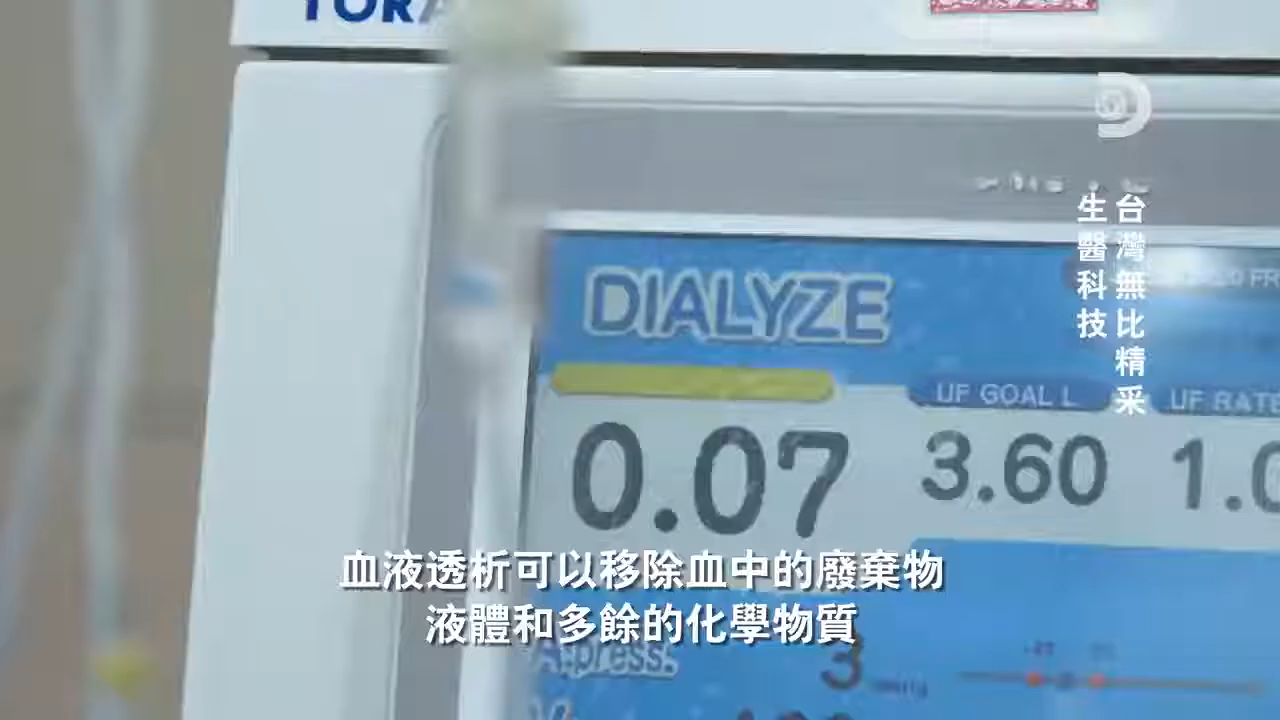 台灣無比精采
生醫科技
DIALYZE
UF GOAL L
UF RATE
0.07
3.60
血液透析可以移除血中的廢棄物
液體和多餘的化學物質
A.press.
3